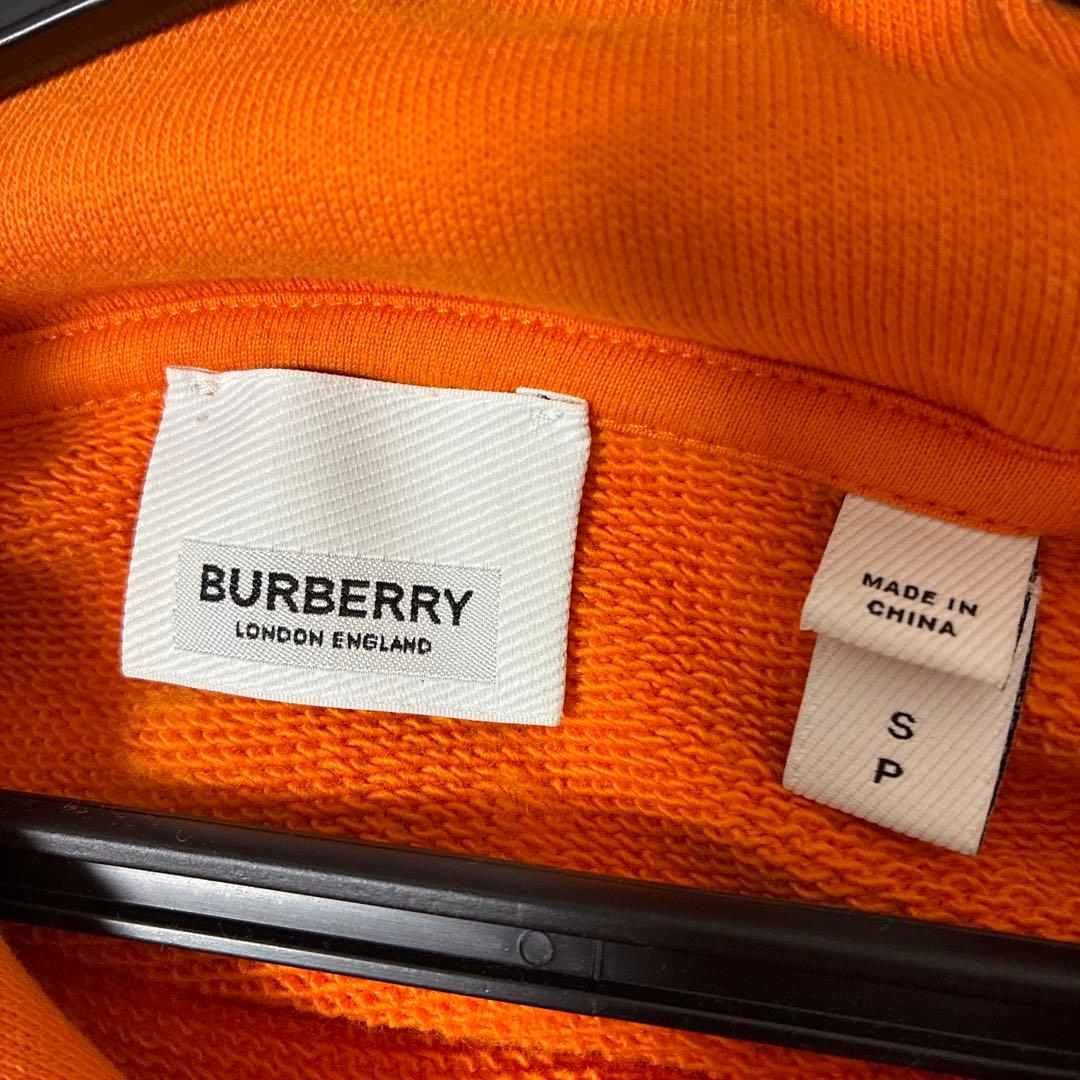 BURBERRY
LONDON ENGLAND
MADE IN
CHINA
S
P